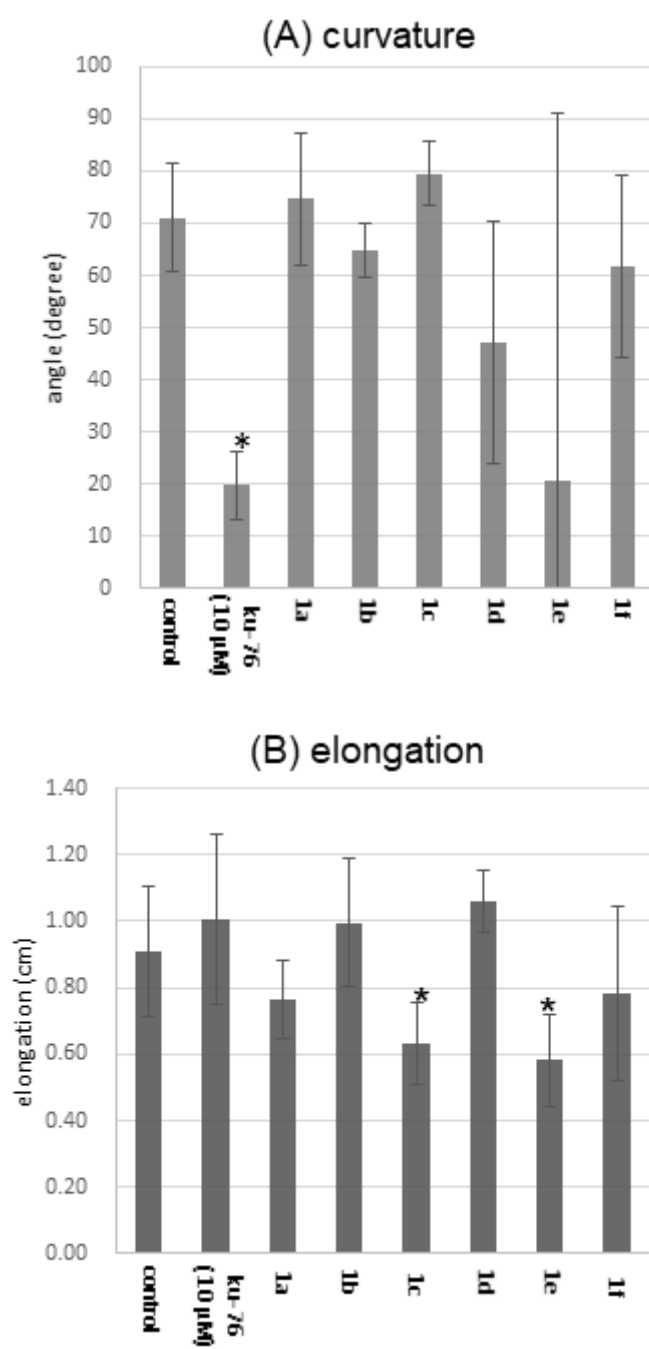 (A) curvature
100
90
80
70
60
50
40
30
20
10
0
angle (degree)
*
control
ku-76
(10 μM)
1a
1b
1c
1d
1e
1f
(B) elongation
1.40
1.20
1.00
0.80
0.60
0.40
0.20
0.00
elongation (cm)
*
*
control
ku-76
(10 μM)
1a
1b
1c
1d
1e
1f